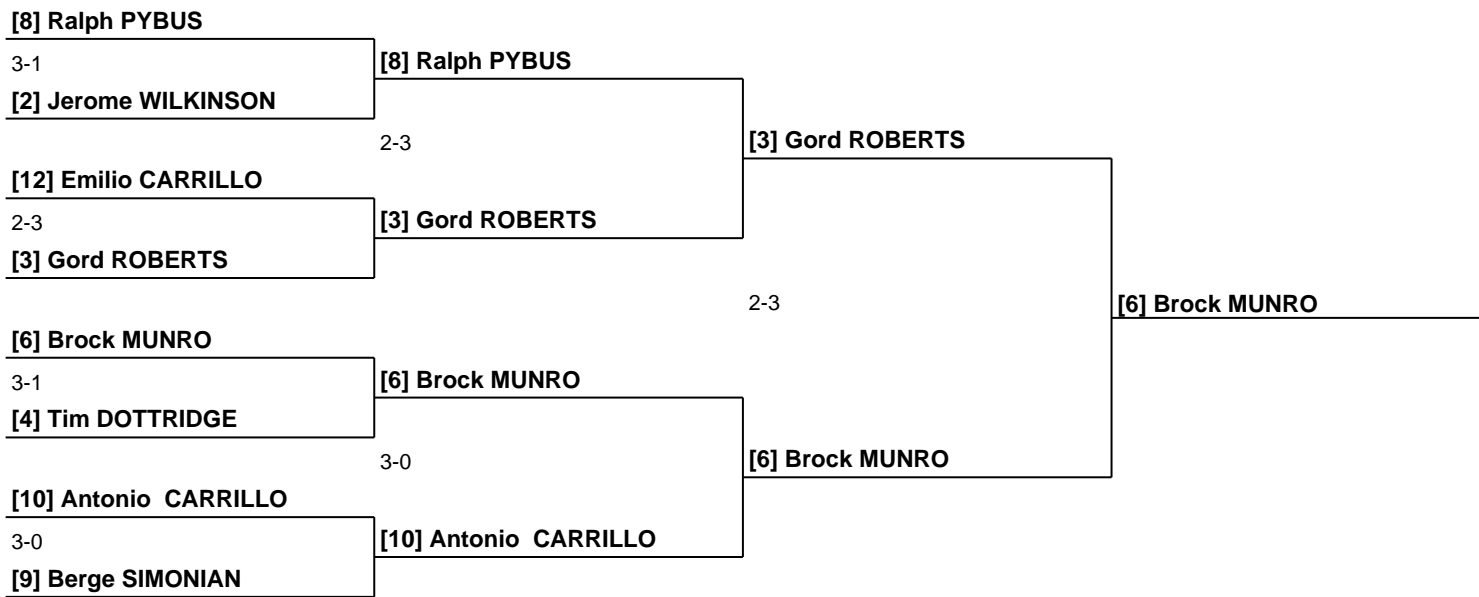 [8] Ralph PYBUS
3-1
[8] Ralph PYBUS
[2] Jerome WILKINSON
2-3
[3] Gord ROBERTS
[12] Emilio CARRILLO
2-3
[3] Gord ROBERTS
[3] Gord ROBERTS
2-3
[6] Brock MUNRO
[6] Brock MUNRO
3-1
[6] Brock MUNRO
[4] Tim DOTTRIDGE
3-0
[6] Brock MUNRO
[10] Antonio  CARRILLO
3-0
[10] Antonio  CARRILLO
[9] Berge SIMONIAN